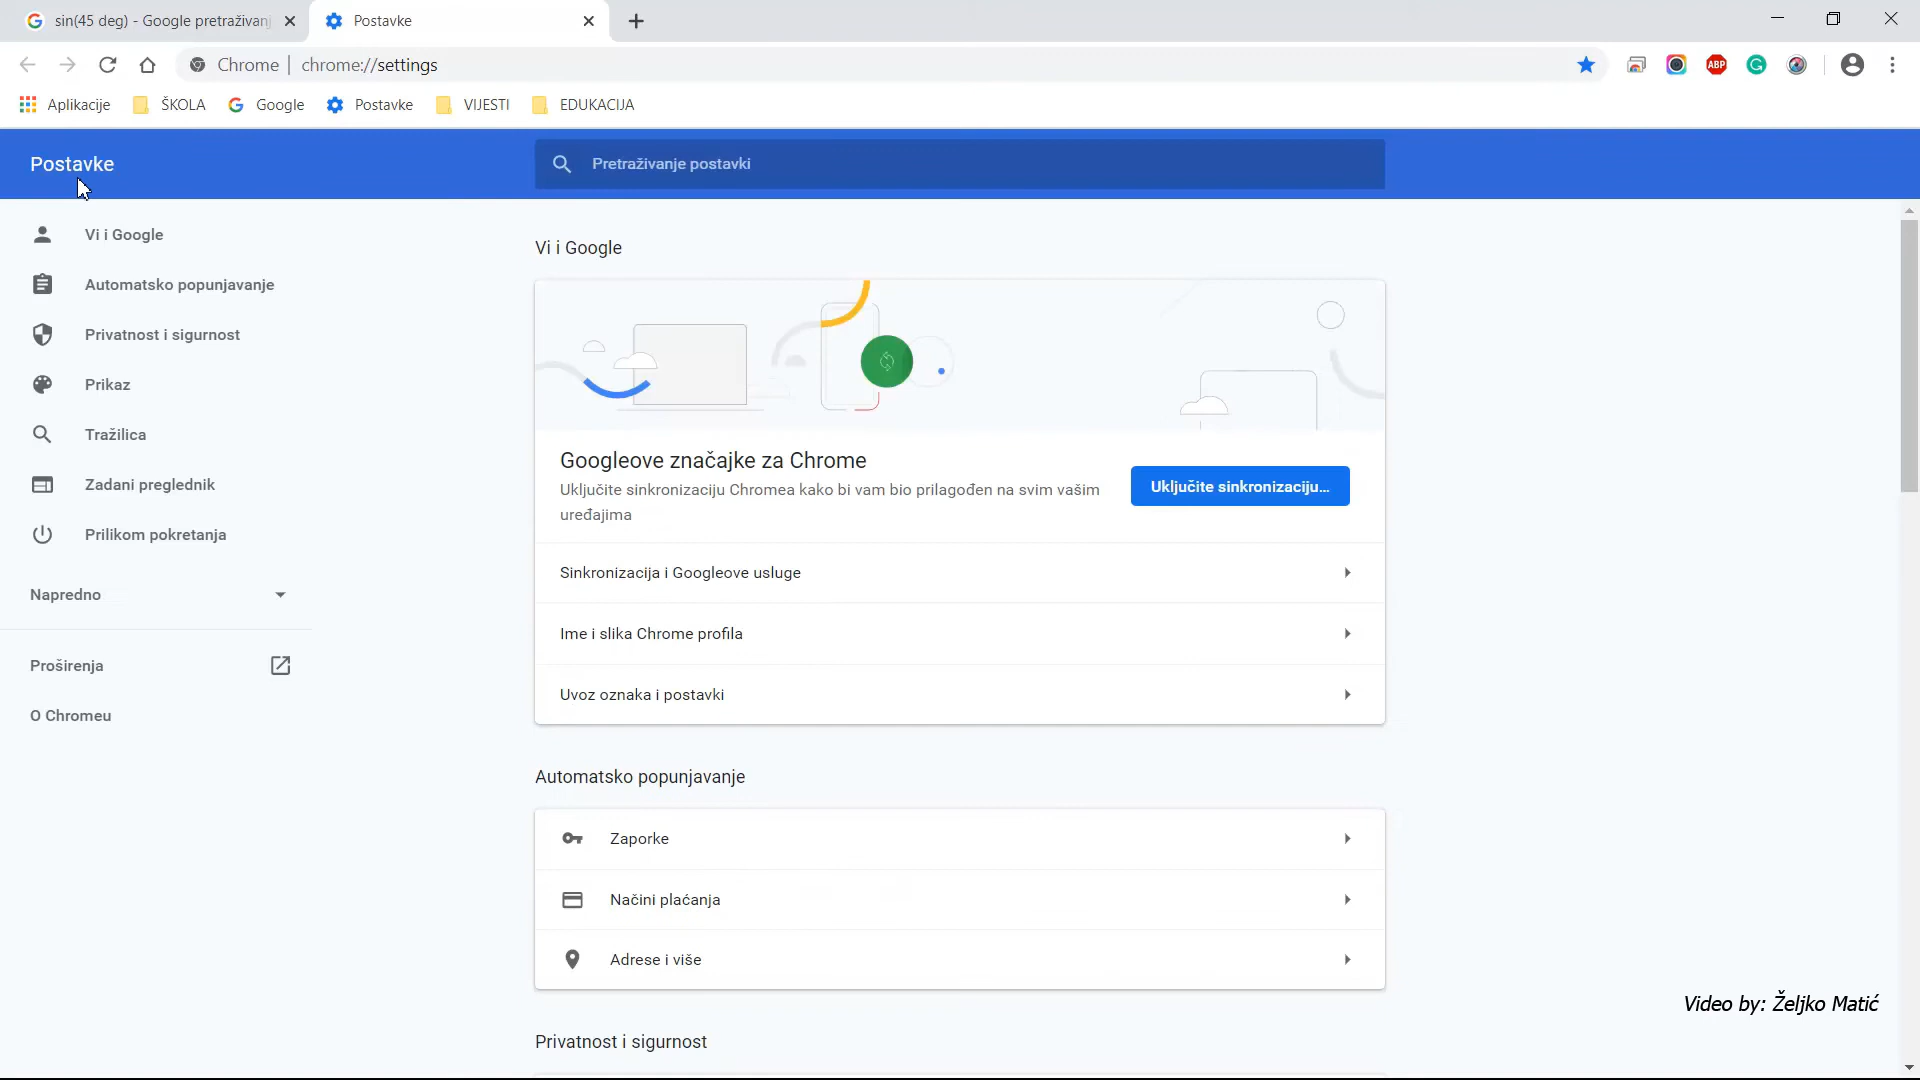 sin(45 deg) - Google pretraživanj
Postavke
Chrome | chrome://settings
ABP
Aplikacije
ŠKOLA
Google
Postavke
VIJESTI
EDUKACIJA
Postavke
Pretraživanje postavki
Vi i Google
Automatsko popunjavanje
Privatnost i sigurnost
Prikaz
Tražilica
Zadani preglednik
Prilikom pokretanja
Napredno
Proširenja
O Chromeu
Vi i Google
Googleove značajke za Chrome
Uključite sinkronizaciju Chromea kako bi vam bio prilagođen na svim vašim
uređajima
Uključite sinkronizaciju...
Sinkronizacija i Googleove usluge
Ime i slika Chrome profila
Uvoz oznaka i postavki
Automatsko popunjavanje
Zaporke
Načini plaćanja
Adrese i više
Privatnost i sigurnost
Video by: Željko Matić